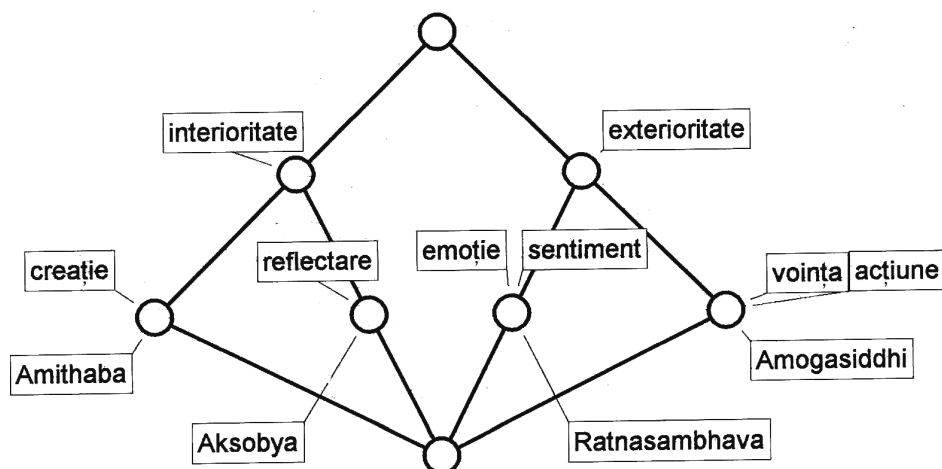 interioritate
exterioritate
creație
reflectare
emoție
sentiment
voința
acțiune
Amithaba
Amogasiddhi
Aksobya
Ratnasambhava